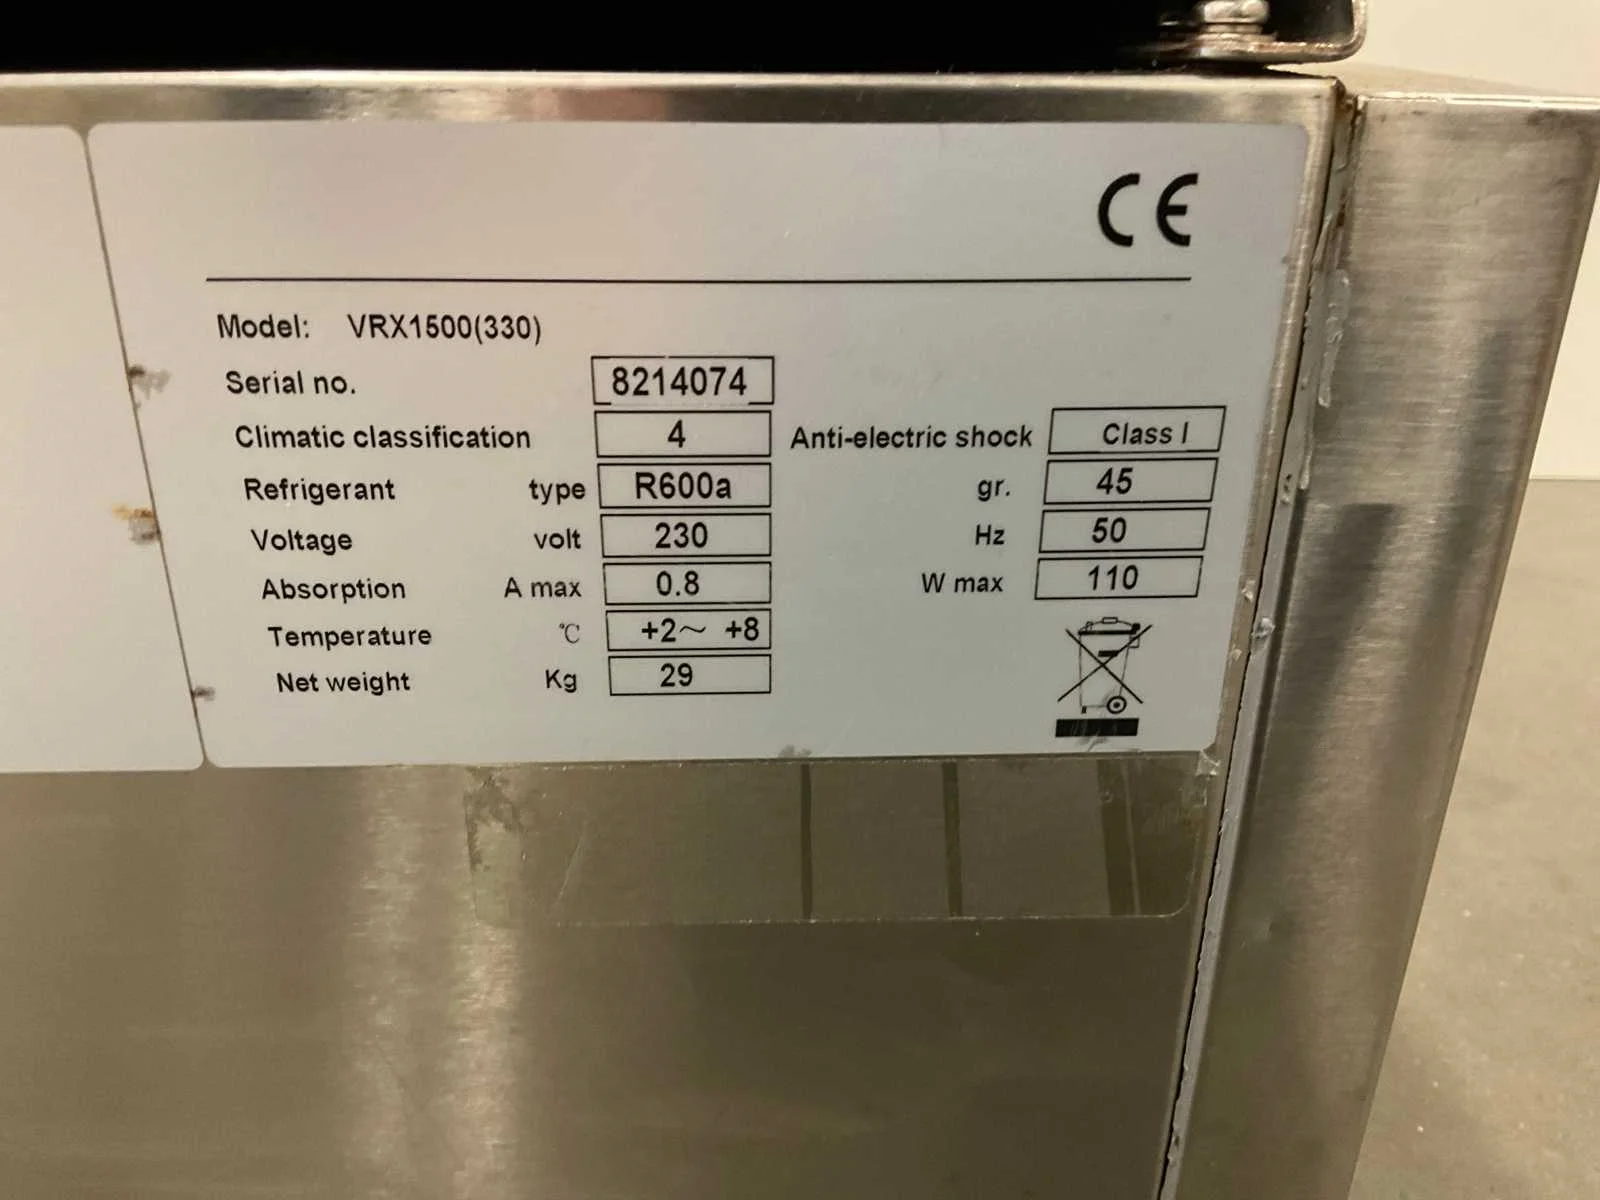 CE
Model: VRX1500(330)
Serial no. 8214074
Climatic classification 4 Anti-electric shock Class I
Refrigerant type R600a gr. 45
Voltage volt 230 Hz 50
Absorption A max 0.8 W max 110
Temperature °C +2～ +8
Net weight Kg 29